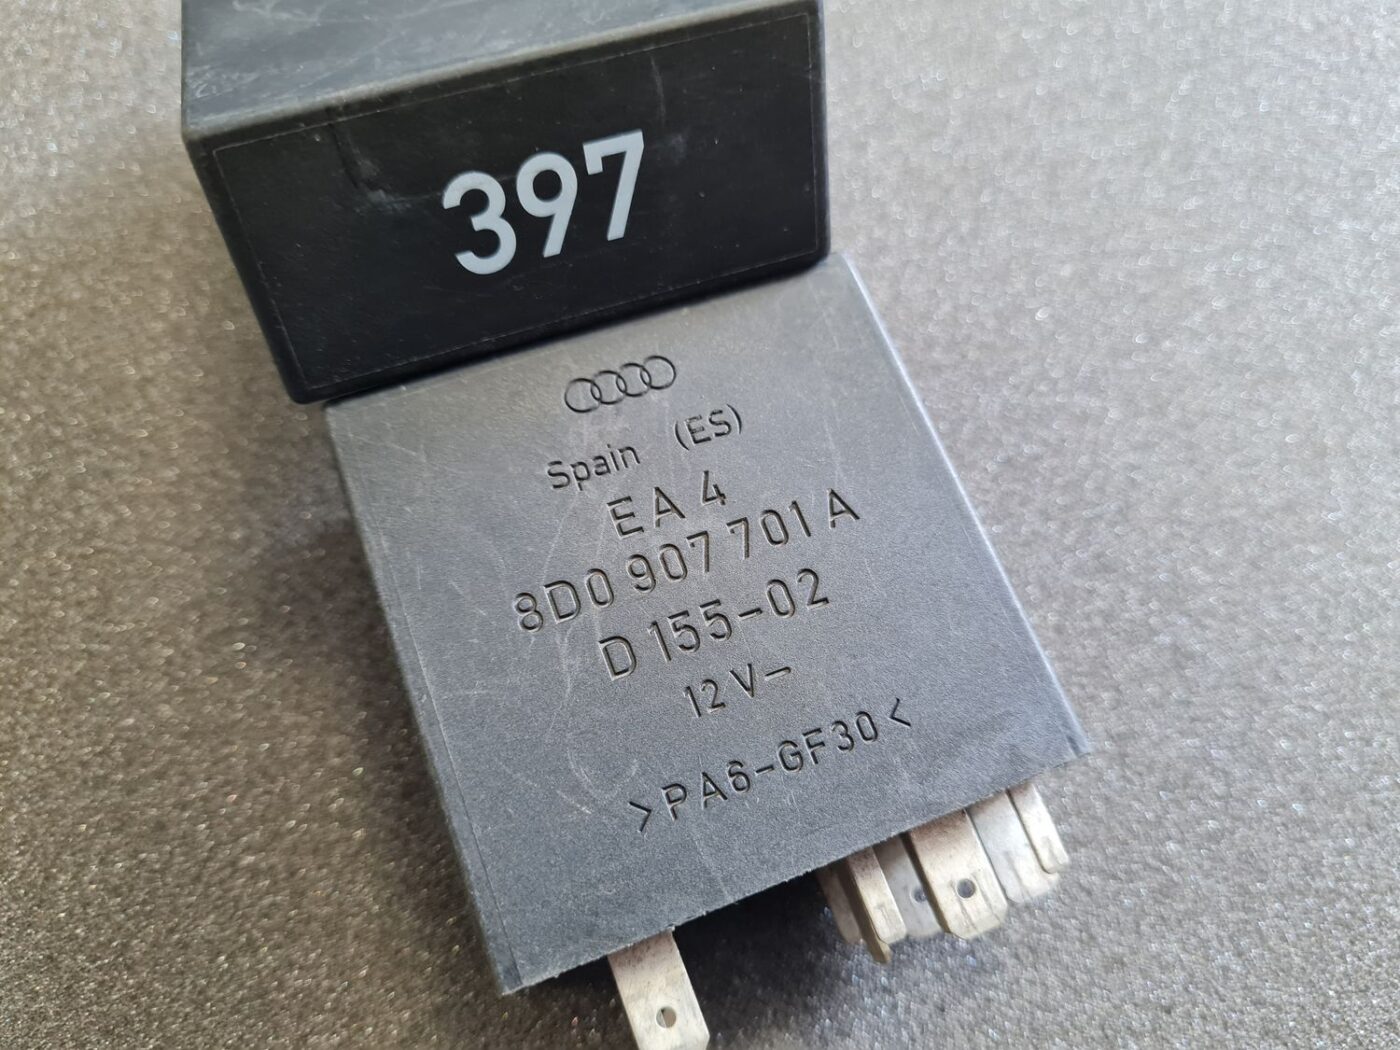 397
Spain (ES)
EA 4
8D0 907 701 A
D 155-02
12 V-
>PA6-GF30<